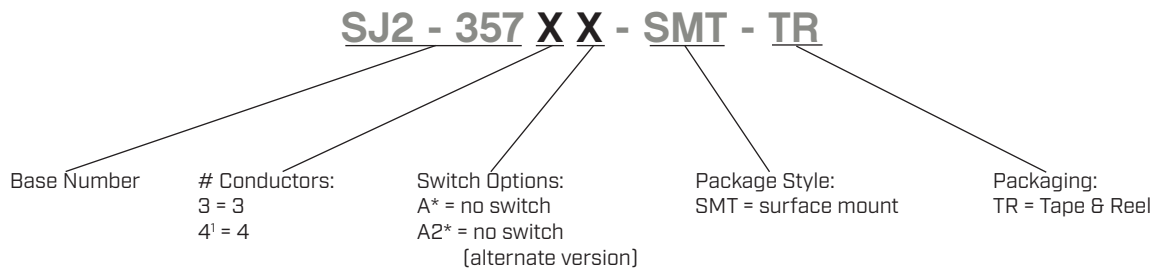 SJ2 - 357 X X - SMT - TR
Base Number
# Conductors:
3 = 3
4¹ = 4
Switch Options:
A* = no switch
A2* = no switch
(alternate version)
Package Style:
SMT = surface mount
Packaging:
TR = Tape & Reel